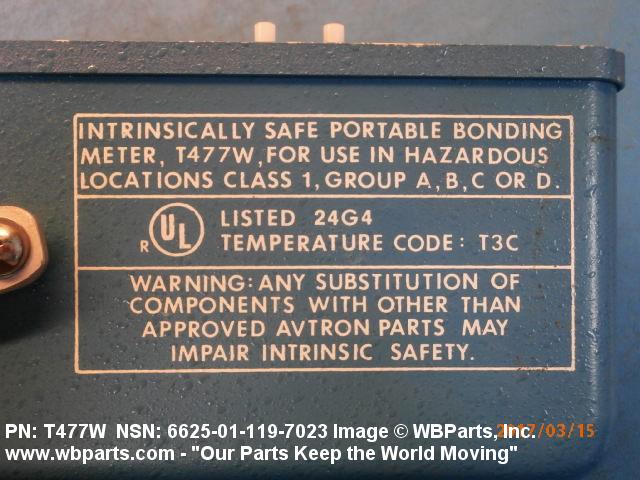 INTRINSICALLY SAFE PORTABLE BONDING
METER, T477W, FOR USE IN HAZARDOUS
LOCATIONS CLASS 1, GROUP A, B, C OR D.
R UL LISTED 24G4
TEMPERATURE CODE: T3C
WARNING: ANY SUBSTITUTION OF
COMPONENTS WITH OTHER THAN
APPROVED AVTRON PARTS MAY
IMPAIR INTRINSIC SAFETY.
PN: T477W NSN: 6625-01-119-7023 Image © WBParts, Inc.
2017/03/15
www.wbparts.com - "Our Parts Keep the World Moving"